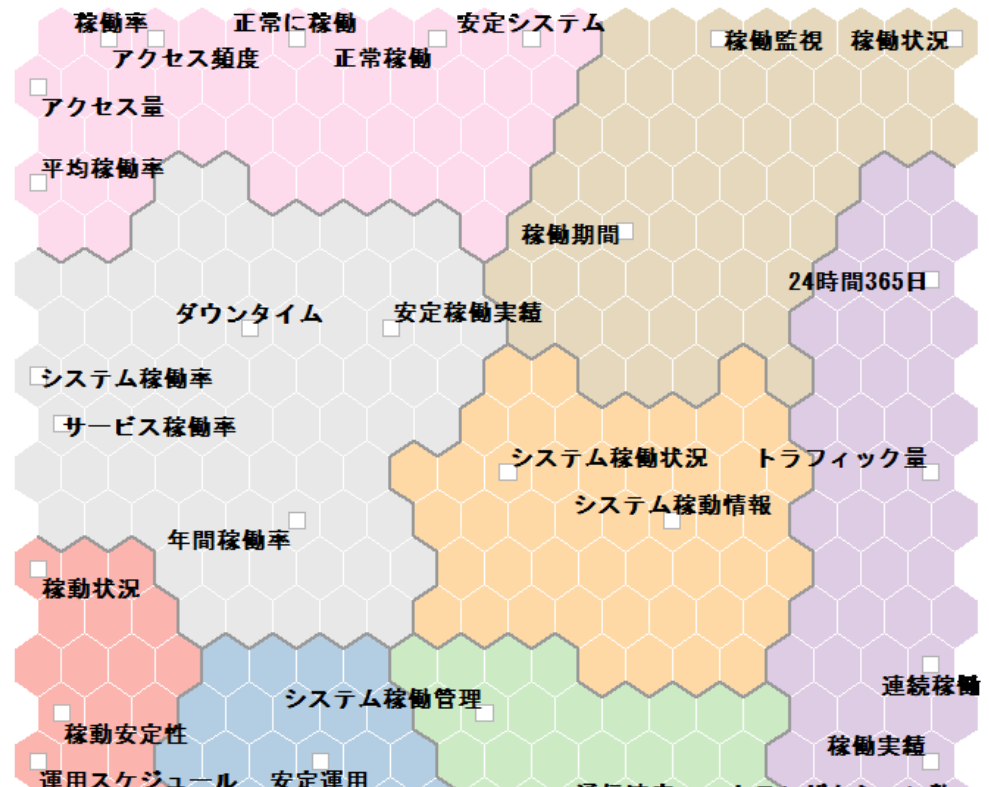 稼働率
正常に稼働
安定システム
アクセス頻度
正常稼働
稼働監視
稼働状況
アクセス量
平均稼働率
稼働期間
24時間365日
ダウンタイム
安定稼働実績
システム稼働率
サービス稼働率
システム稼働状況
トラフィック量
システム稼動情報
年間稼働率
稼動状況
連続稼働
システム稼働管理
稼動安定性
稼働実績
運用スケジュール
安定運用